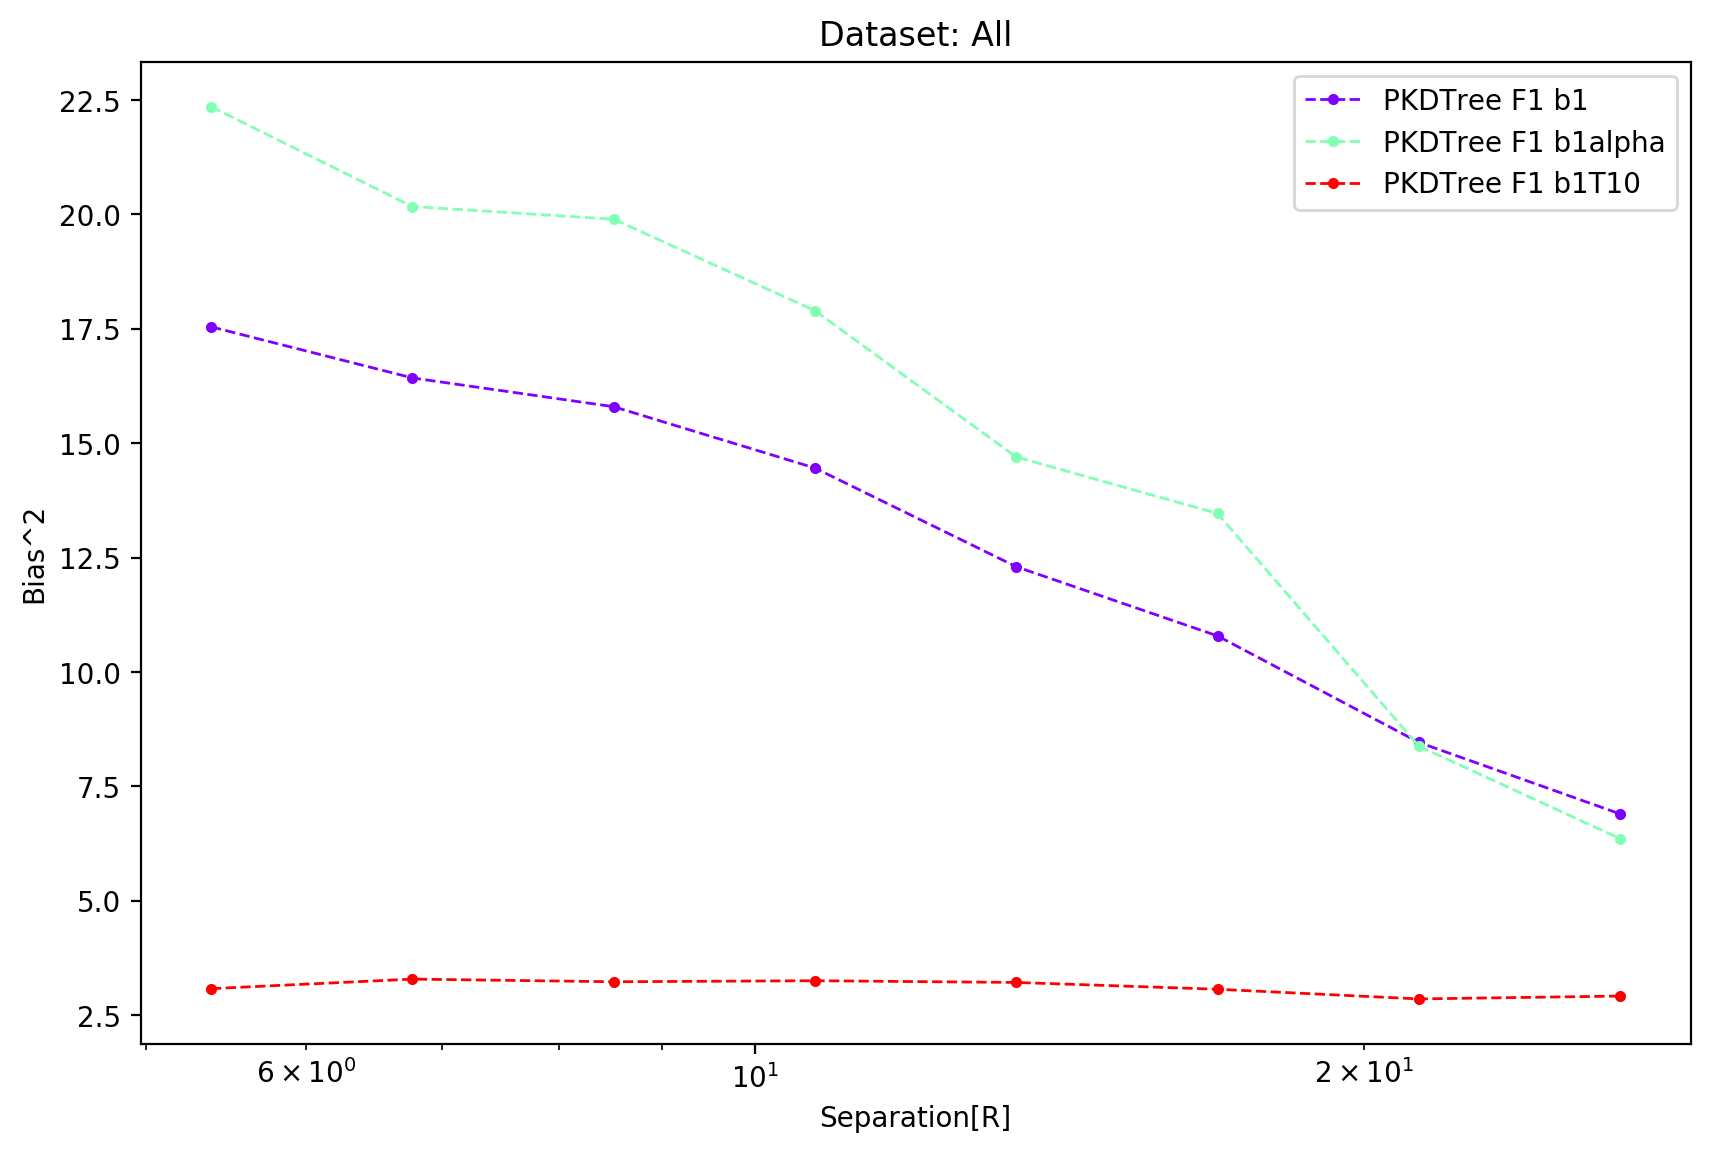 Dataset: All
PKDTree F1 b1
PKDTree F1 b1alpha
PKDTree F1 b1T10
Bias^2
22.5
20.0
17.5
15.0
12.5
10.0
7.5
5.0
2.5
6 × 10⁰
10¹
2 × 10¹
Separation[R]